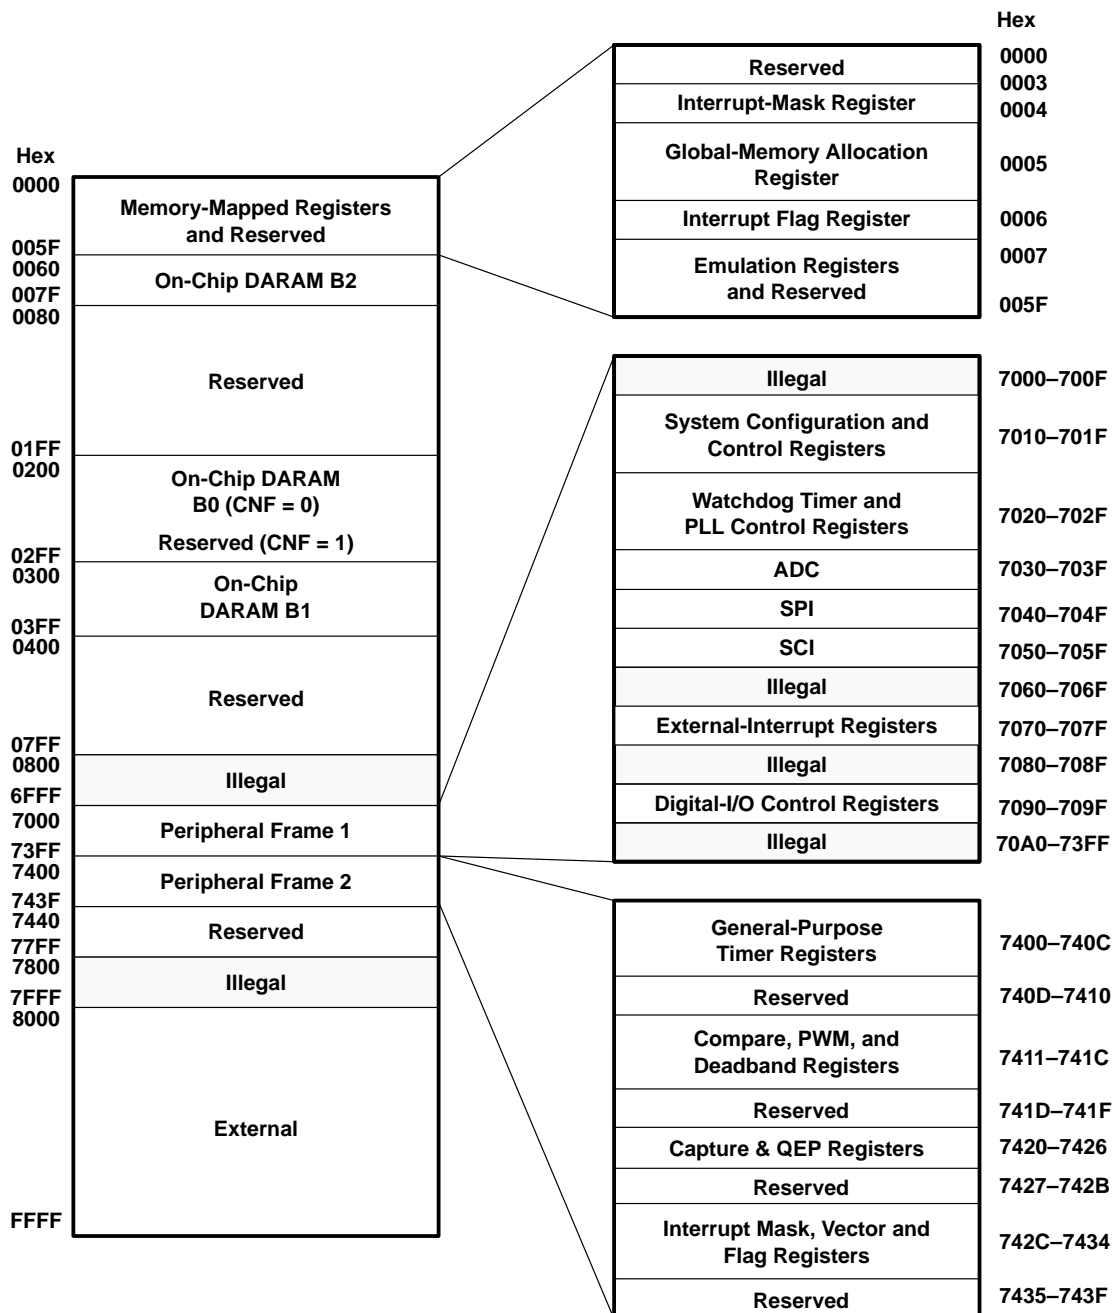 Hex
0000
Memory-Mapped Registers
and Reserved
005F
0060
On-Chip DARAM B2
007F
0080
Reserved
01FF
0200
On-Chip DARAM
B0 (CNF = 0)
Reserved (CNF = 1)
02FF
0300
On-Chip
DARAM B1
03FF
0400
Reserved
07FF
0800
Illegal
6FFF
7000
Peripheral Frame 1
73FF
7400
Peripheral Frame 2
743F
7440
Reserved
77FF
7800
Illegal
7FFF
8000
External
FFFF
Hex
Reserved
0000
0003
Interrupt-Mask Register
0004
Global-Memory Allocation
Register
0005
Interrupt Flag Register
0006
Emulation Registers
and Reserved
0007
005F
Illegal
7000–700F
System Configuration and
Control Registers
7010–701F
Watchdog Timer and
PLL Control Registers
7020–702F
ADC
7030–703F
SPI
7040–704F
SCI
7050–705F
Illegal
7060–706F
External-Interrupt Registers
7070–707F
Illegal
7080–708F
Digital-I/O Control Registers
7090–709F
Illegal
70A0–73FF
General-Purpose
Timer Registers
7400–740C
Reserved
740D–7410
Compare, PWM, and
Deadband Registers
7411–741C
Reserved
741D–741F
Capture & QEP Registers
7420–7426
Reserved
7427–742B
Interrupt Mask, Vector and
Flag Registers
742C–7434
Reserved
7435–743F